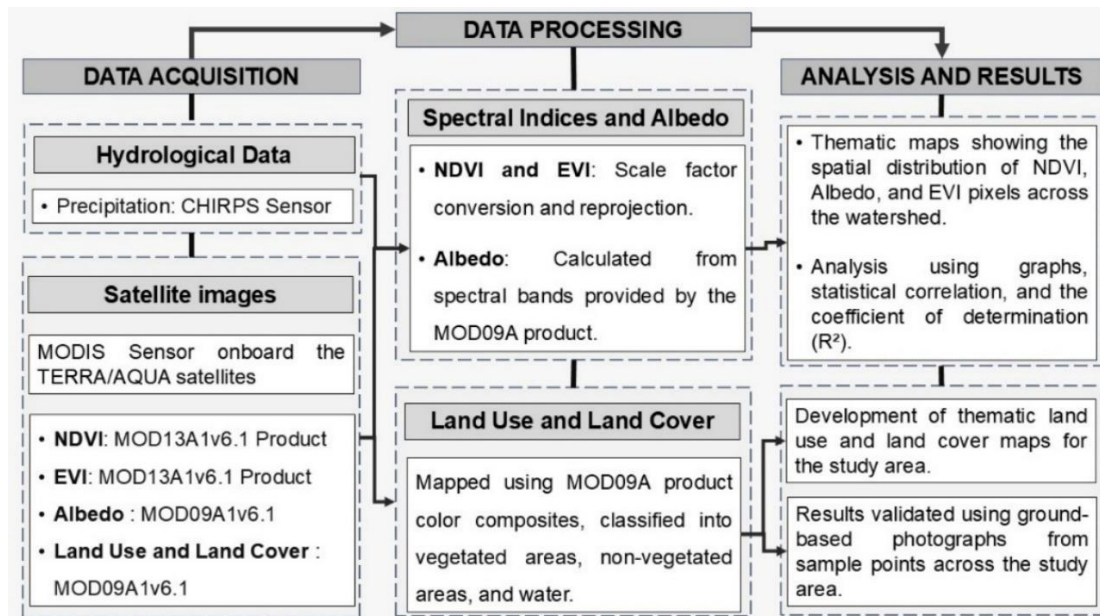 DATA PROCESSING
DATA ACQUISITION
ANALYSIS AND RESULTS
Hydrological Data
• Precipitation: CHIRPS Sensor
Satellite images
MODIS Sensor onboard the
TERRA/AQUA satellites
• NDVI: MOD13A1v6.1 Product
• EVI: MOD13A1v6.1 Product
• Albedo : MOD09A1v6.1
• Land Use and Land Cover :
MOD09A1v6.1
Spectral Indices and Albedo
• NDVI and EVI: Scale factor
conversion and reprojection.
• Albedo: Calculated from
spectral bands provided by the
MOD09A product.
Land Use and Land Cover
Mapped using MOD09A product
color composites, classified into
vegetated areas, non-vegetated
areas, and water.
• Thematic maps showing the
spatial distribution of NDVI,
Albedo, and EVI pixels across
the watershed.
• Analysis using graphs,
statistical correlation, and the
coefficient of determination
(R²).
Development of thematic land
use and land cover maps for
the study area.
Results validated using ground-
based photographs from
sample points across the study
area.